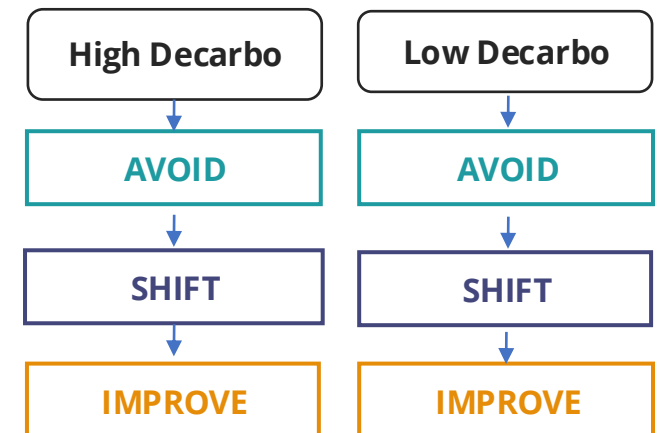 High Decarbo
Low Decarbo
AVOID
AVOID
SHIFT
SHIFT
IMPROVE
IMPROVE